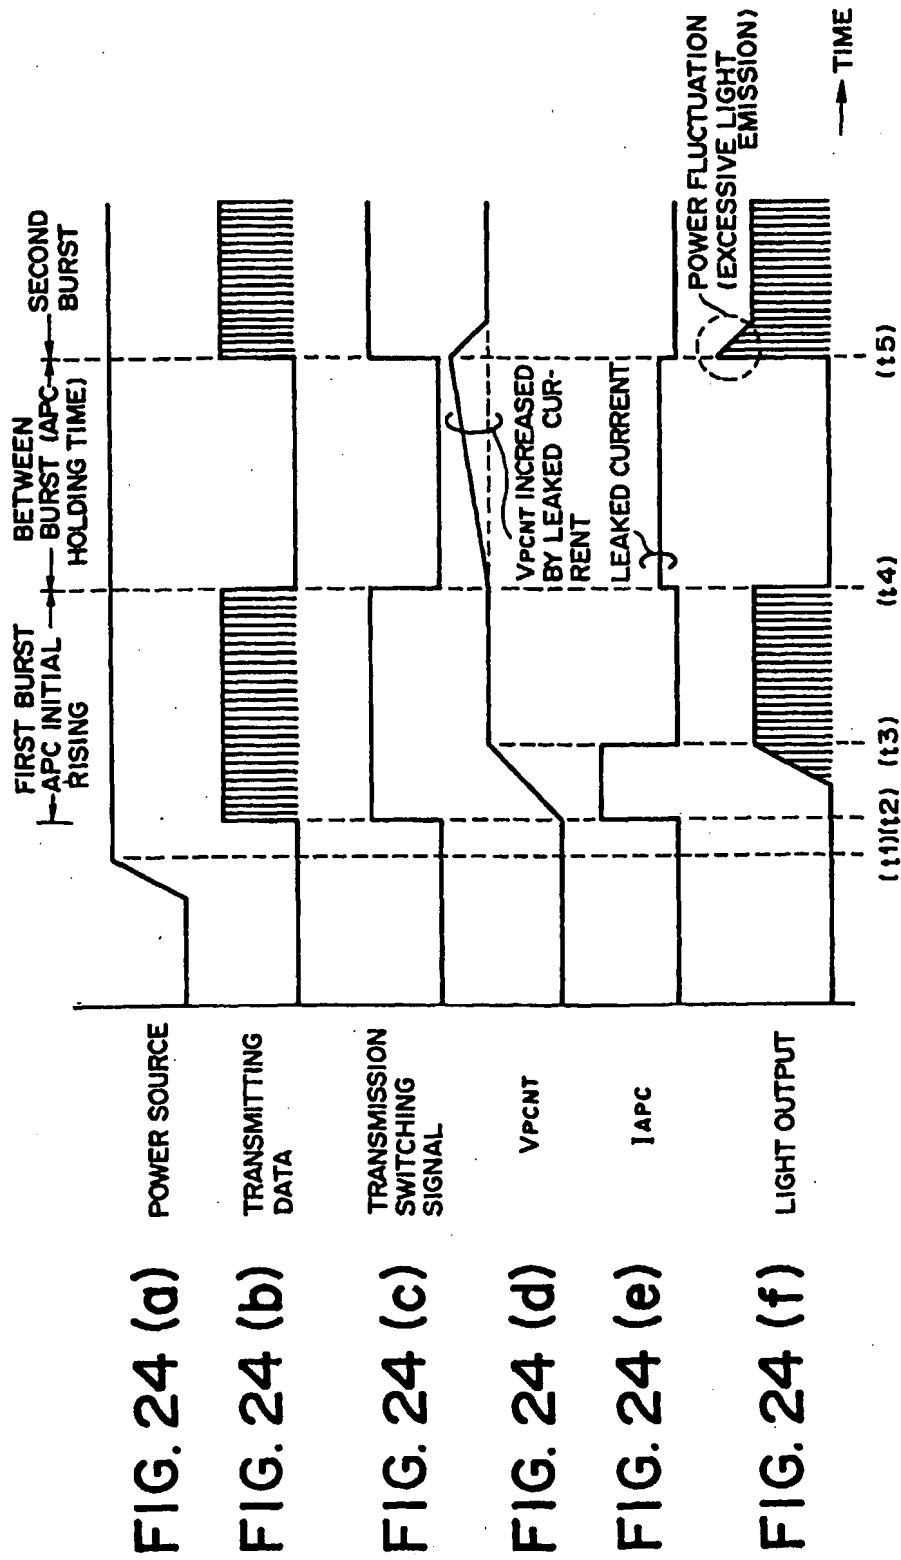 FIRST BURST
APC INITIAL
RISING
BETWEEN
BURST (APC
HOLDING TIME)
SECOND
BURST
FIG. 24 (a)
POWER SOURCE
FIG. 24 (b)
TRANSMITTING
DATA
FIG. 24 (c)
TRANSMISSION
SWITCHING
SIGNAL
FIG. 24 (d)
VPCNT
VPCNT INCREASED
BY LEAKED CUR-
RENT
FIG. 24 (e)
IAPC
LEAKED CURRENT
FIG. 24 (f)
LIGHT OUTPUT
POWER FLUCTUATION
(EXCESSIVE LIGHT
EMISSION)
(t1)(t2) (t3) (t4) (t5)
TIME